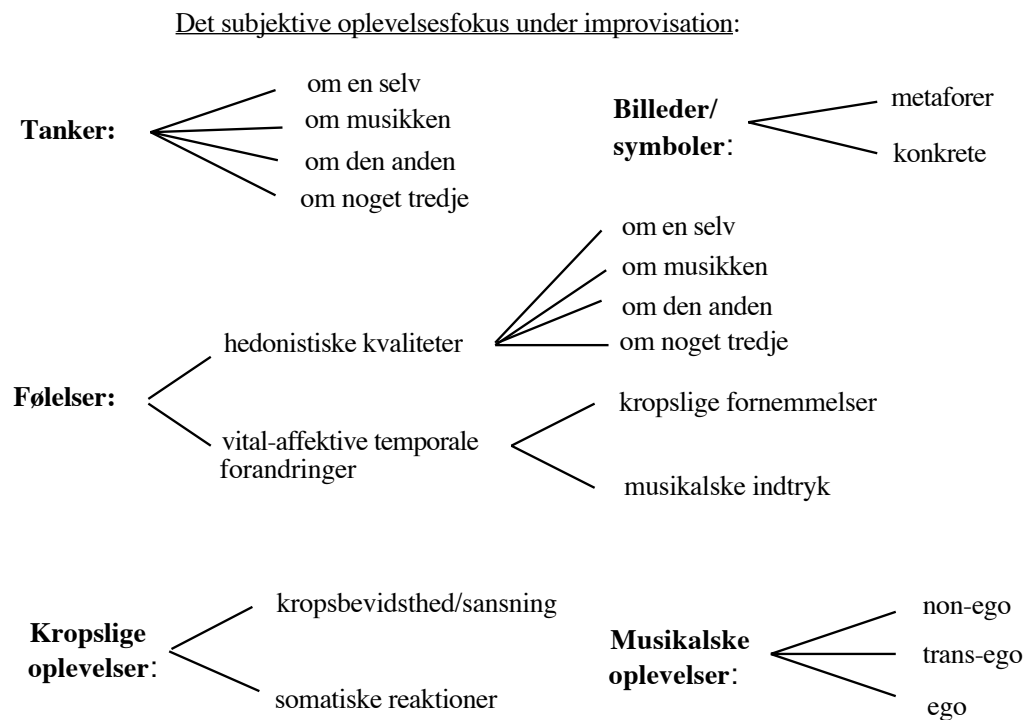 Det subjektive oplevelsesfokus under improvisation:
Tanker:
om en selv
om musikken
om den anden
om noget tredje
Billeder/
symboler:
metaforer
konkrete
Følelser:
hedonistiske kvaliteter
om en selv
om musikken
om den anden
om noget tredje
vital-affektive temporale
forandringer
kropslige fornemmelser
musikalske indtryk
Kropslige
oplevelser:
kropsbevidsthed/sansning
somatiske reaktioner
Musikalske
oplevelser:
non-ego
trans-ego
ego